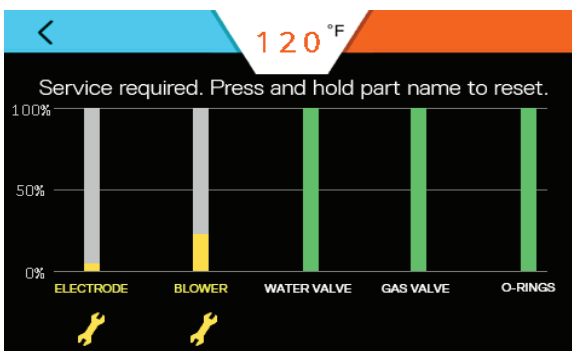 120 °F
Service required. Press and hold part name to reset.
100%
50%
0%
ELECTRODE BLOWER WATER VALVE GAS VALVE O-RINGS